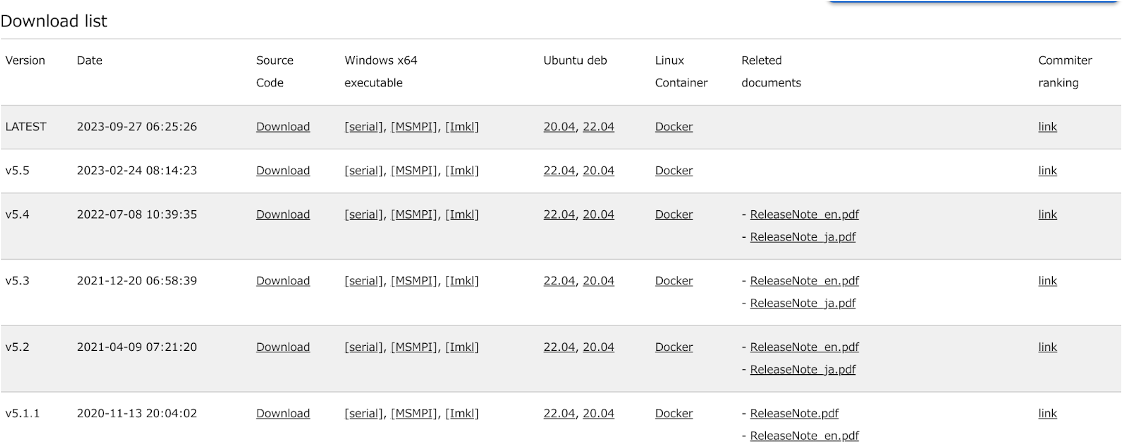 Download list
Version Date Source Code Windows x64 executable Ubuntu deb Linux Container Releted documents Commiter ranking
LATEST 2023-09-27 06:25:26 Download [serial], [MSMPI], [Imkl] 20.04, 22.04 Docker link
v5.5 2023-02-24 08:14:23 Download [serial], [MSMPI], [Imkl] 22.04, 20.04 Docker link
v5.4 2022-07-08 10:39:35 Download [serial], [MSMPI], [Imkl] 22.04, 20.04 Docker - ReleaseNote_en.pdf link
- ReleaseNote_ja.pdf
v5.3 2021-12-20 06:58:39 Download [serial], [MSMPI], [Imkl] 22.04, 20.04 Docker - ReleaseNote_en.pdf link
- ReleaseNote_ja.pdf
v5.2 2021-04-09 07:21:20 Download [serial], [MSMPI], [Imkl] 22.04, 20.04 Docker - ReleaseNote_en.pdf link
- ReleaseNote_ja.pdf
v5.1.1 2020-11-13 20:04:02 Download [serial], [MSMPI], [Imkl] 22.04, 20.04 Docker - ReleaseNote.pdf link
- ReleaseNote_en.pdf